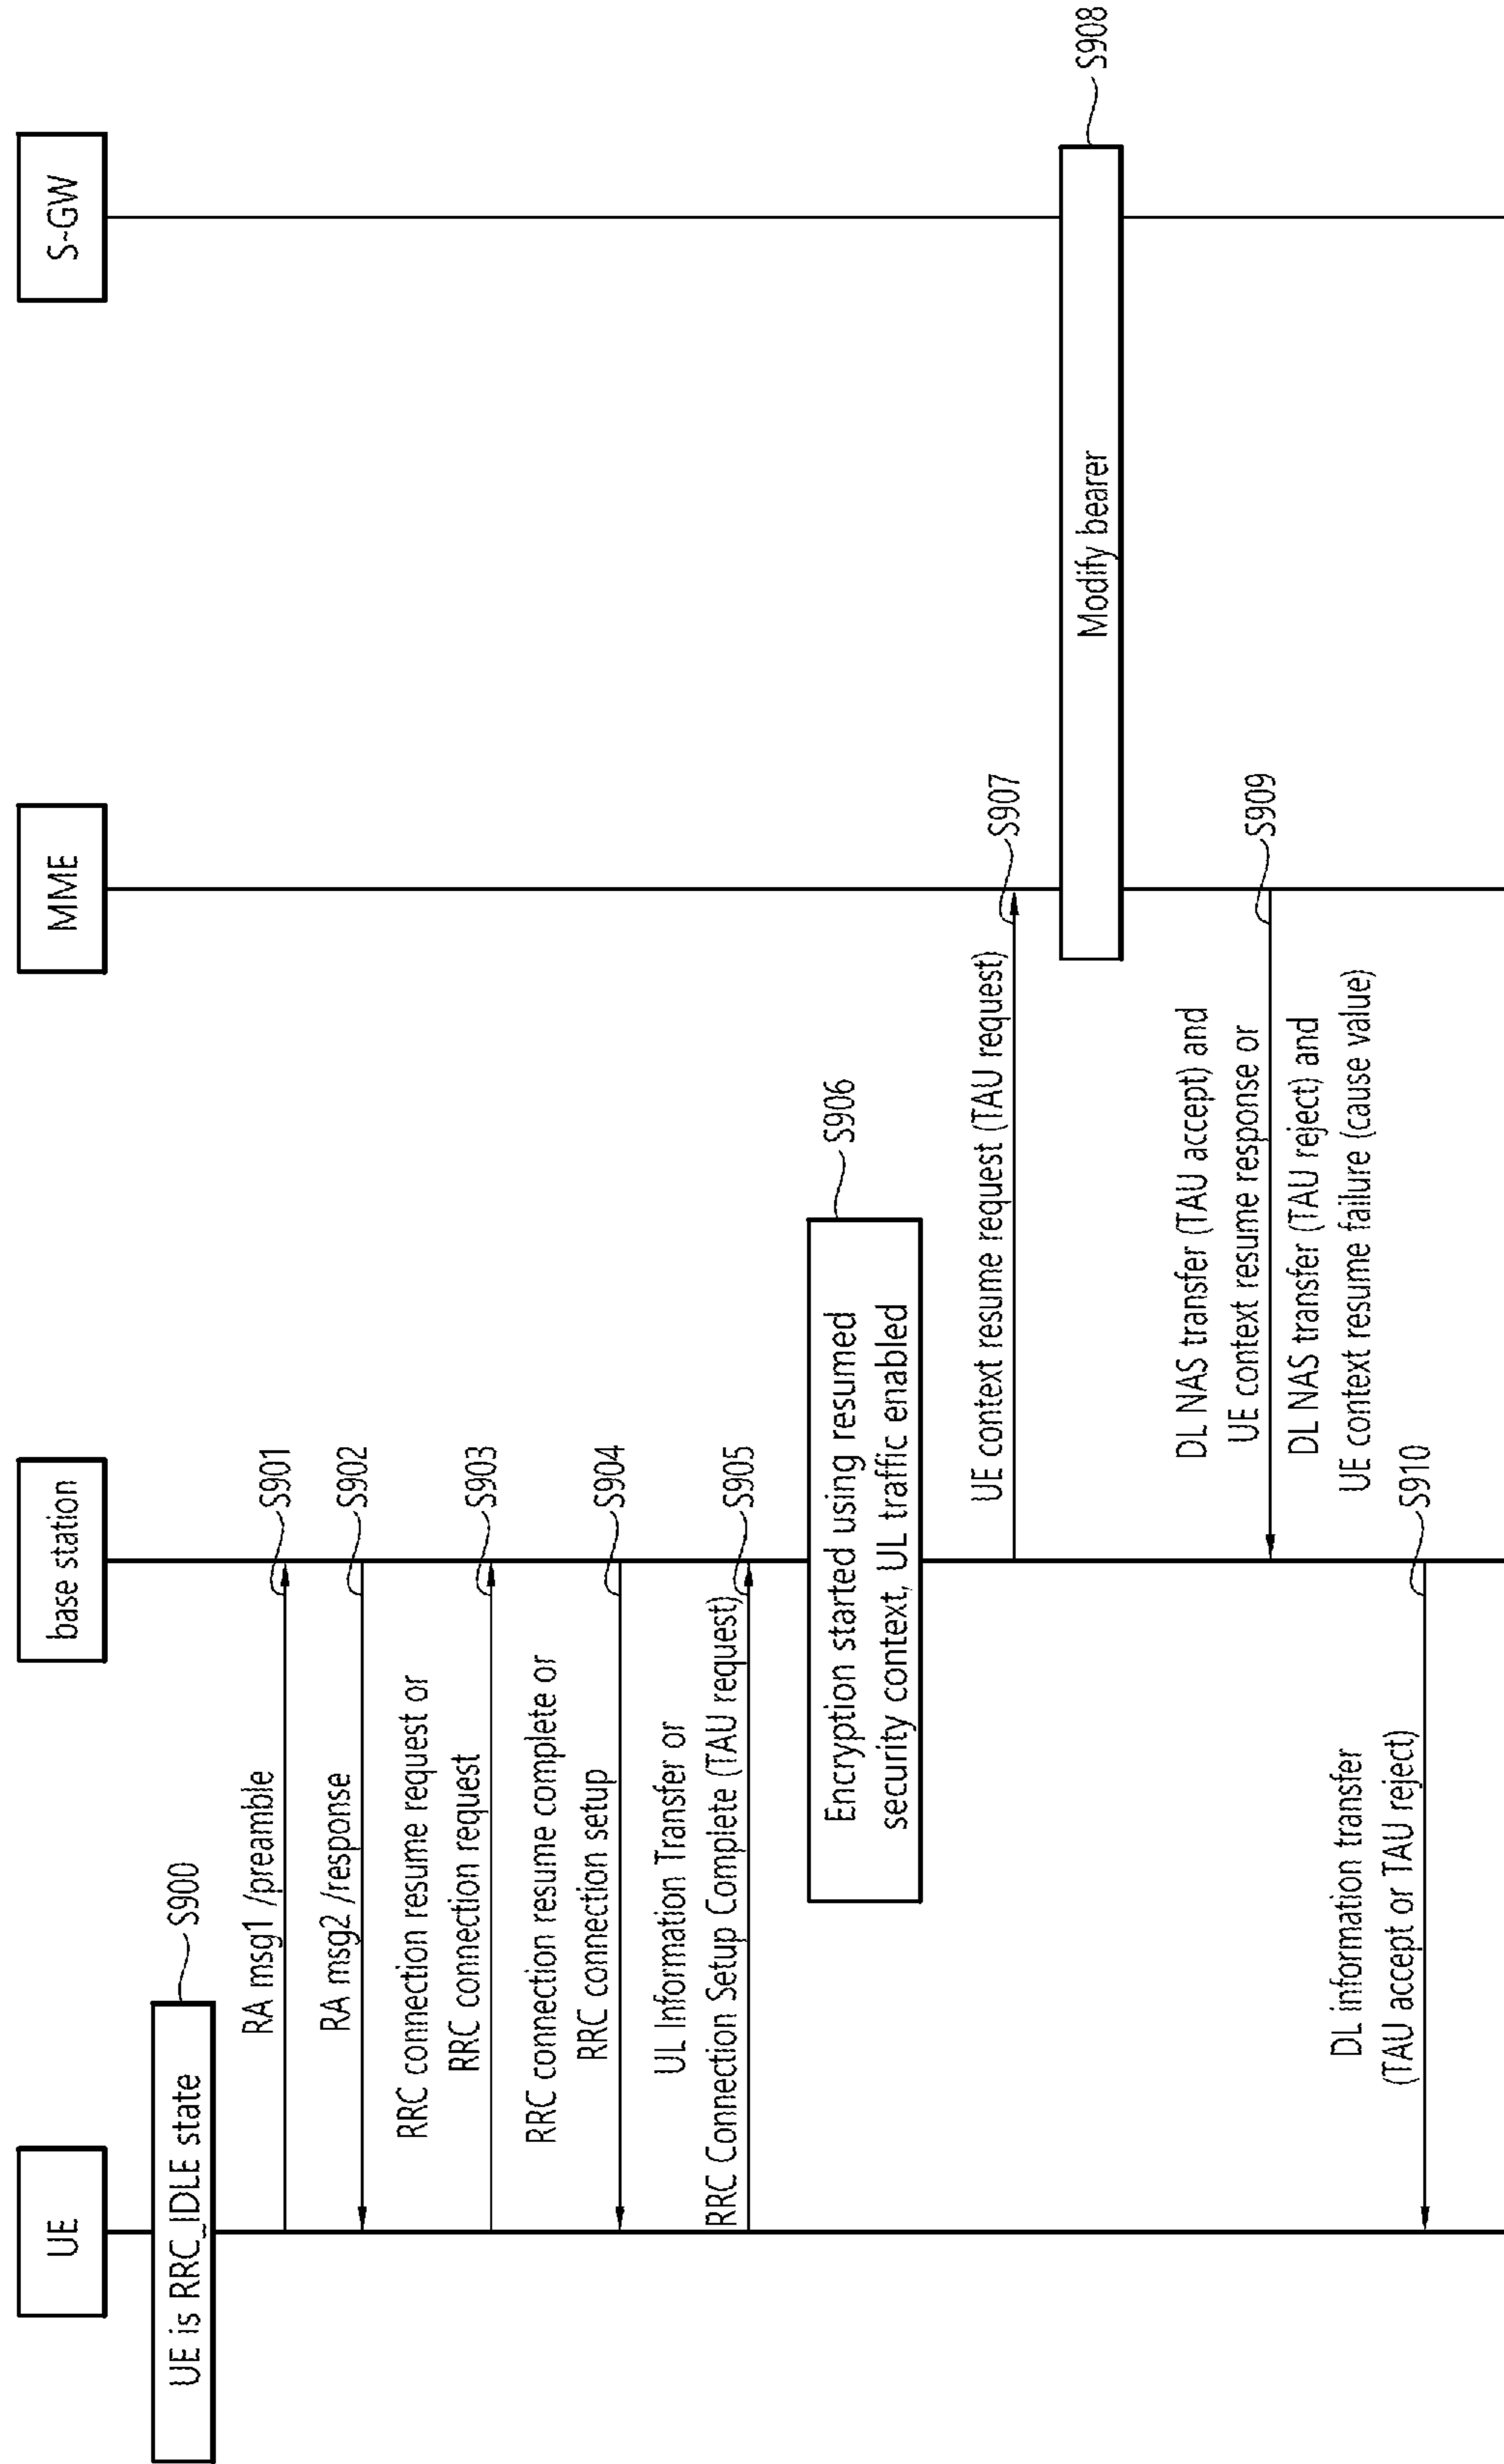 UE
base station
MME
S-GW
UE is RRC_IDLE state
S900
RA msg1 /preamble
S901
RA msg2 /response
S902
RRC connection resume request or
RRC connection request
S903
RRC connection resume complete or
RRC connection setup
S904
UL Information Transfer or
RRC Connection Setup Complete (TAU request)
S905
Encryption started using resumed
security context, UL traffic enabled
S906
UE context resume request (TAU request)
S907
Modify bearer
S908
DL NAS transfer (TAU accept) and
UE context resume response or
S909
DL NAS transfer (TAU reject) and
UE context resume failure (cause value)
DL information transfer
(TAU accept or TAU reject)
S910